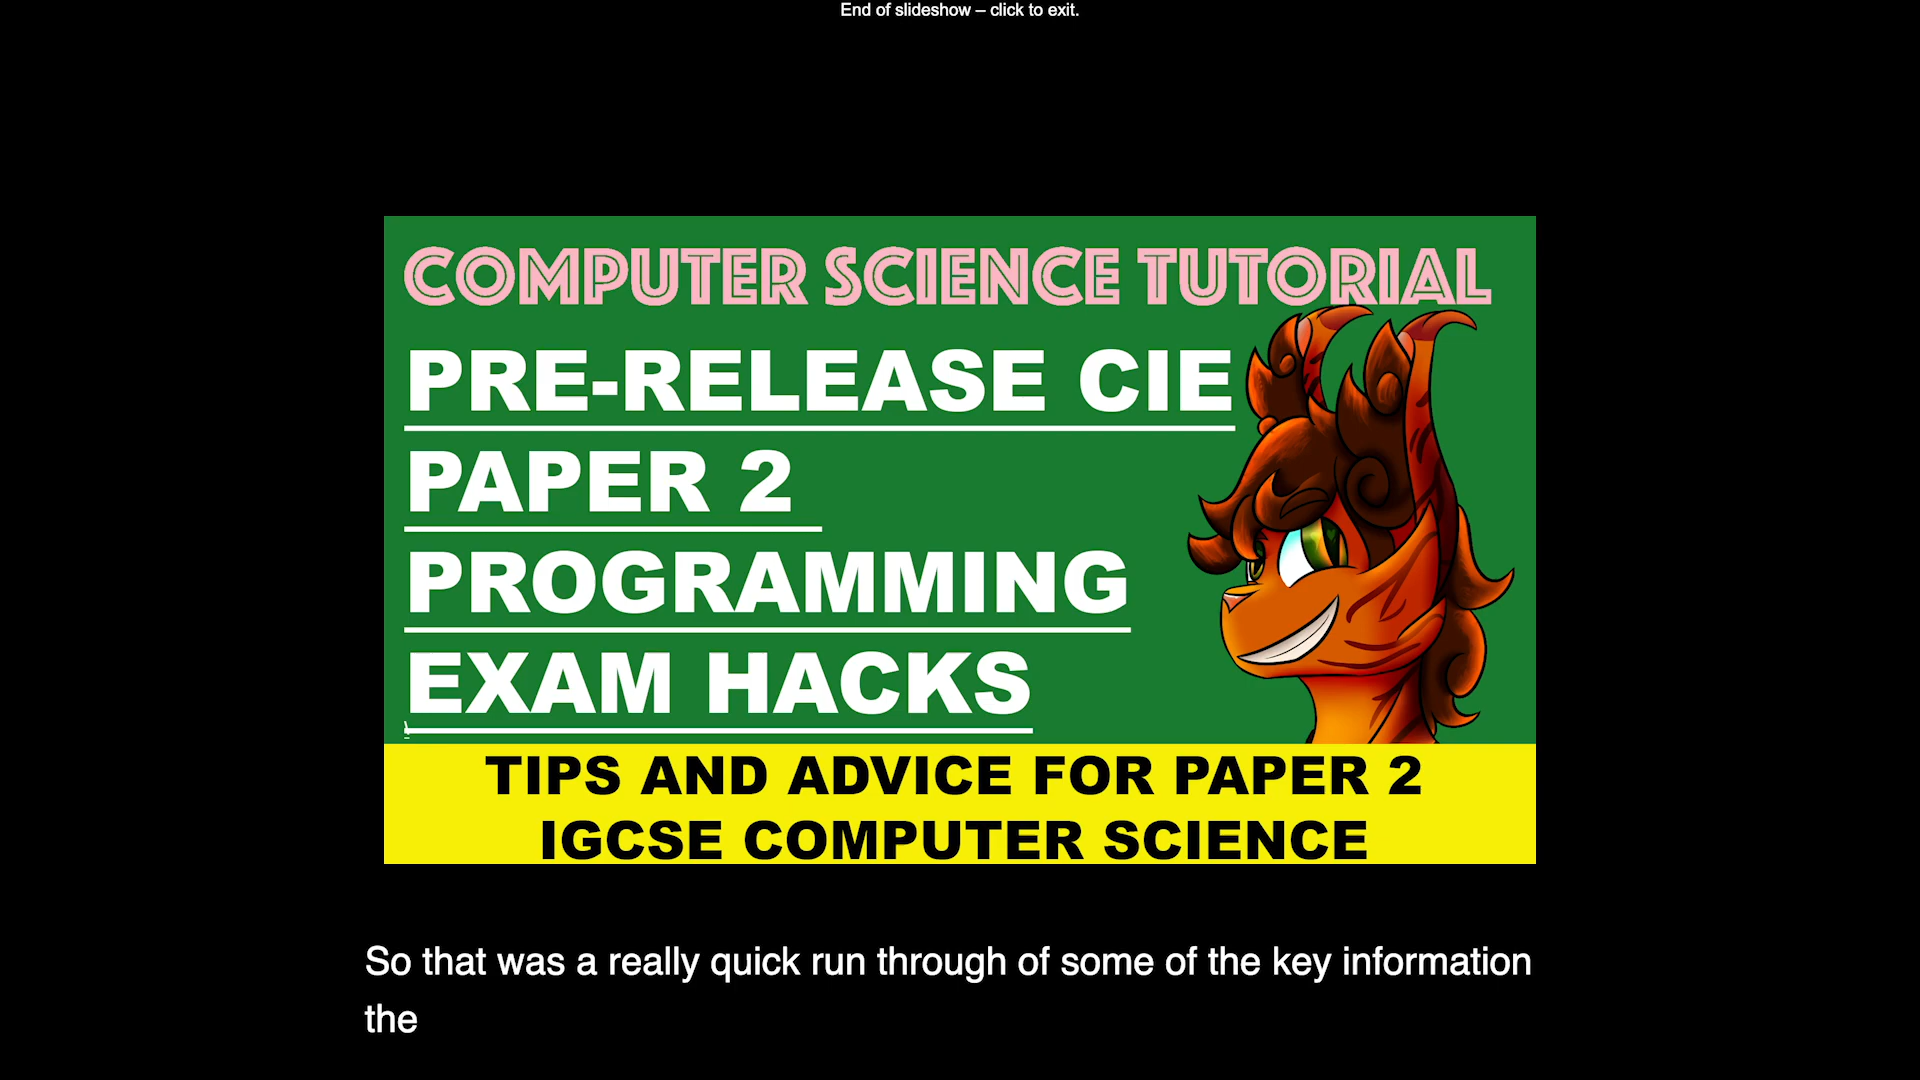 End of slideshow – click to exit.
COMPUTER SCIENCE TUTORIAL
PRE-RELEASE CIE
PAPER 2
PROGRAMMING
EXAM HACKS
TIPS AND ADVICE FOR PAPER 2
IGCSE COMPUTER SCIENCE
So that was a really quick run through of some of the key information
the